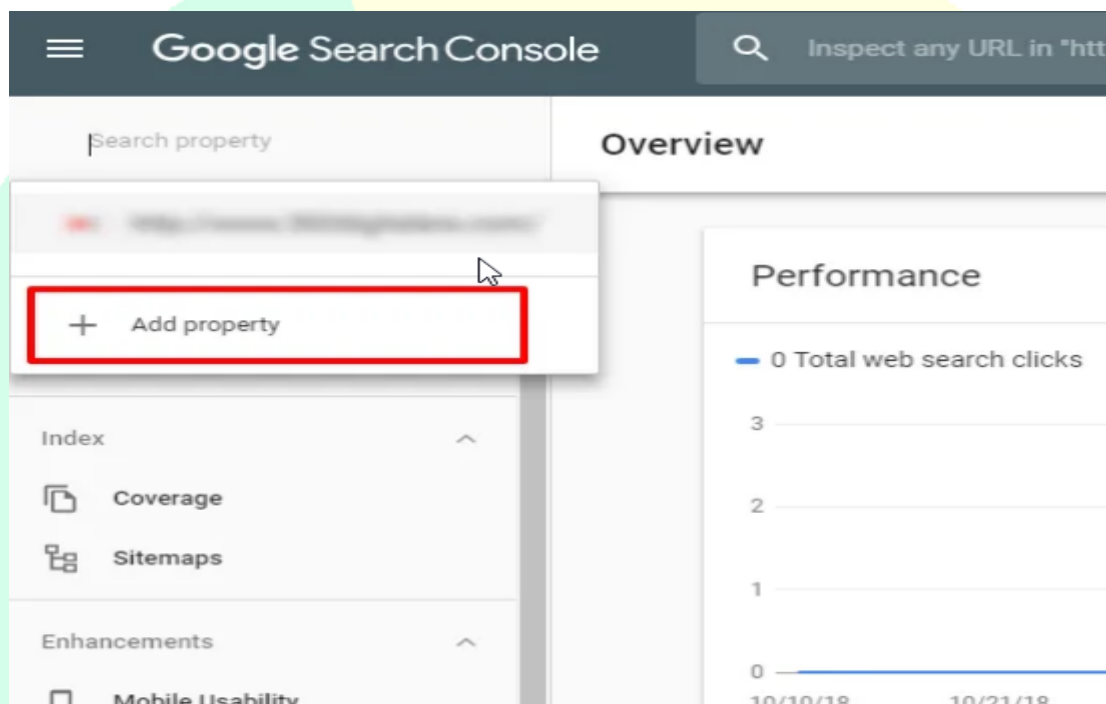 Google Search Console
Inspect any URL in "htt
Search property
Overview
Add property
Performance
0 Total web search clicks
3
Index
Coverage
2
Sitemaps
1
Enhancements
0
Mobile Usability
10/10/18 10/21/18